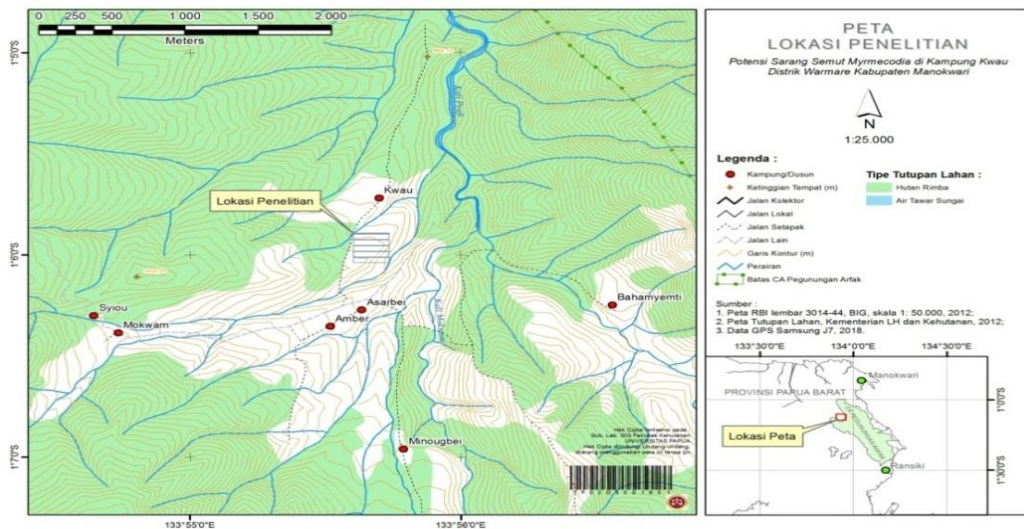 0 250 500 1.000 1.500 2.000
Meters
1°5'0"S
1°6'0"S
1°7'0"S
133°55'0"E
133°56'0"E
Kwau
Lokasi Penelitian
Syiou
Mokwam
Asarbei
Amber
Bahamyemti
Minougbei
UNIVERSITAS PAPUA
PETA
LOKASI PENELITIAN
Potensi Sarang Semut Myrmecodia di Kampung Kwau
Distrik Warmare Kabupaten Manokwari
N
1:25.000
Legenda :
Kampung/Dusun
Ketinggian Tempat (m)
Jalan Kolektor
Jalan Lokal
Jalan Setapak
Jalan Lain
Garis Kontur (m)
Perairan
Batas CA Pegunungan Arfak
Tipe Tutupan Lahan :
Hutan Rimba
Air Tawar Sungai
Sumber :
1. Peta RBI lembar 3014-44, BIG, skala 1: 50.000, 2012;
2. Peta Tutupan Lahan, Kementerian LH dan Kehutanan, 2012;
3. Data GPS Samsung J7, 2018.
133°30'0"E 134°0'0"E 134°30'0"E
Manokwari
PROVINSI PAPUA BARAT
1°0'0"S
Lokasi Peta
Ransiki
1°30'0"S